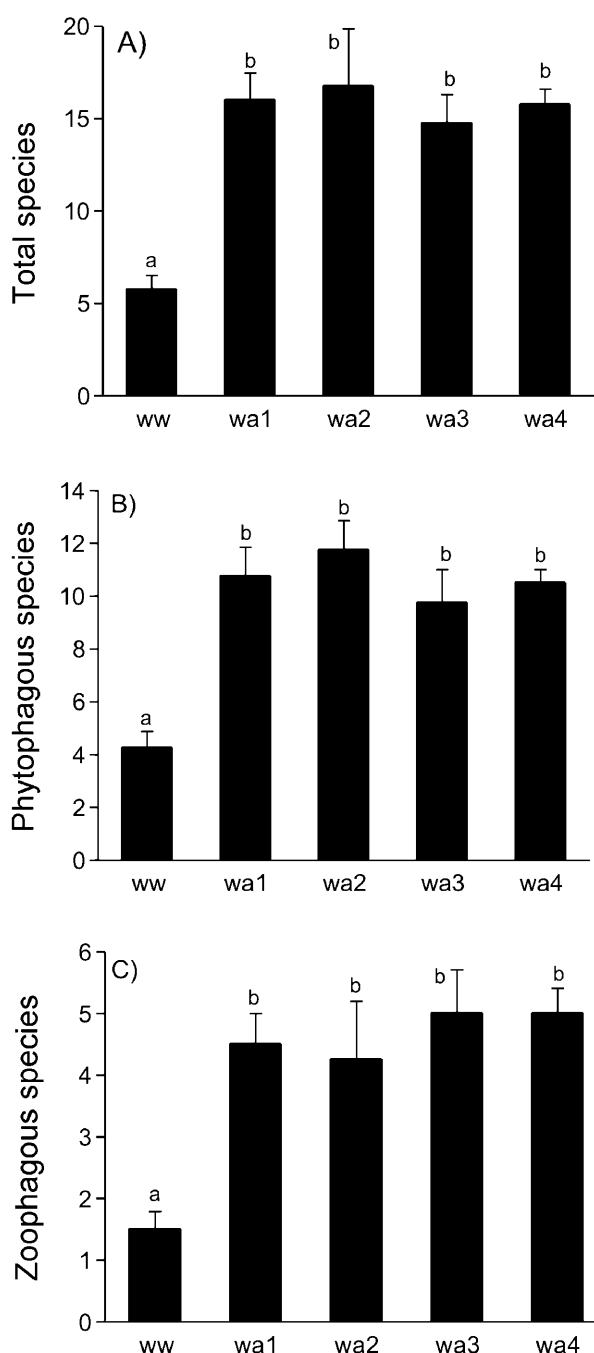 A)
Total species
20
15
10
5
0
a
b
b
b
b
ww wa1 wa2 wa3 wa4
B)
Phytophagous species
14
12
10
8
6
4
2
0
a
b
b
b
b
ww wa1 wa2 wa3 wa4
C)
Zoophagous species
6
5
4
3
2
1
0
a
b
b
b
b
ww wa1 wa2 wa3 wa4